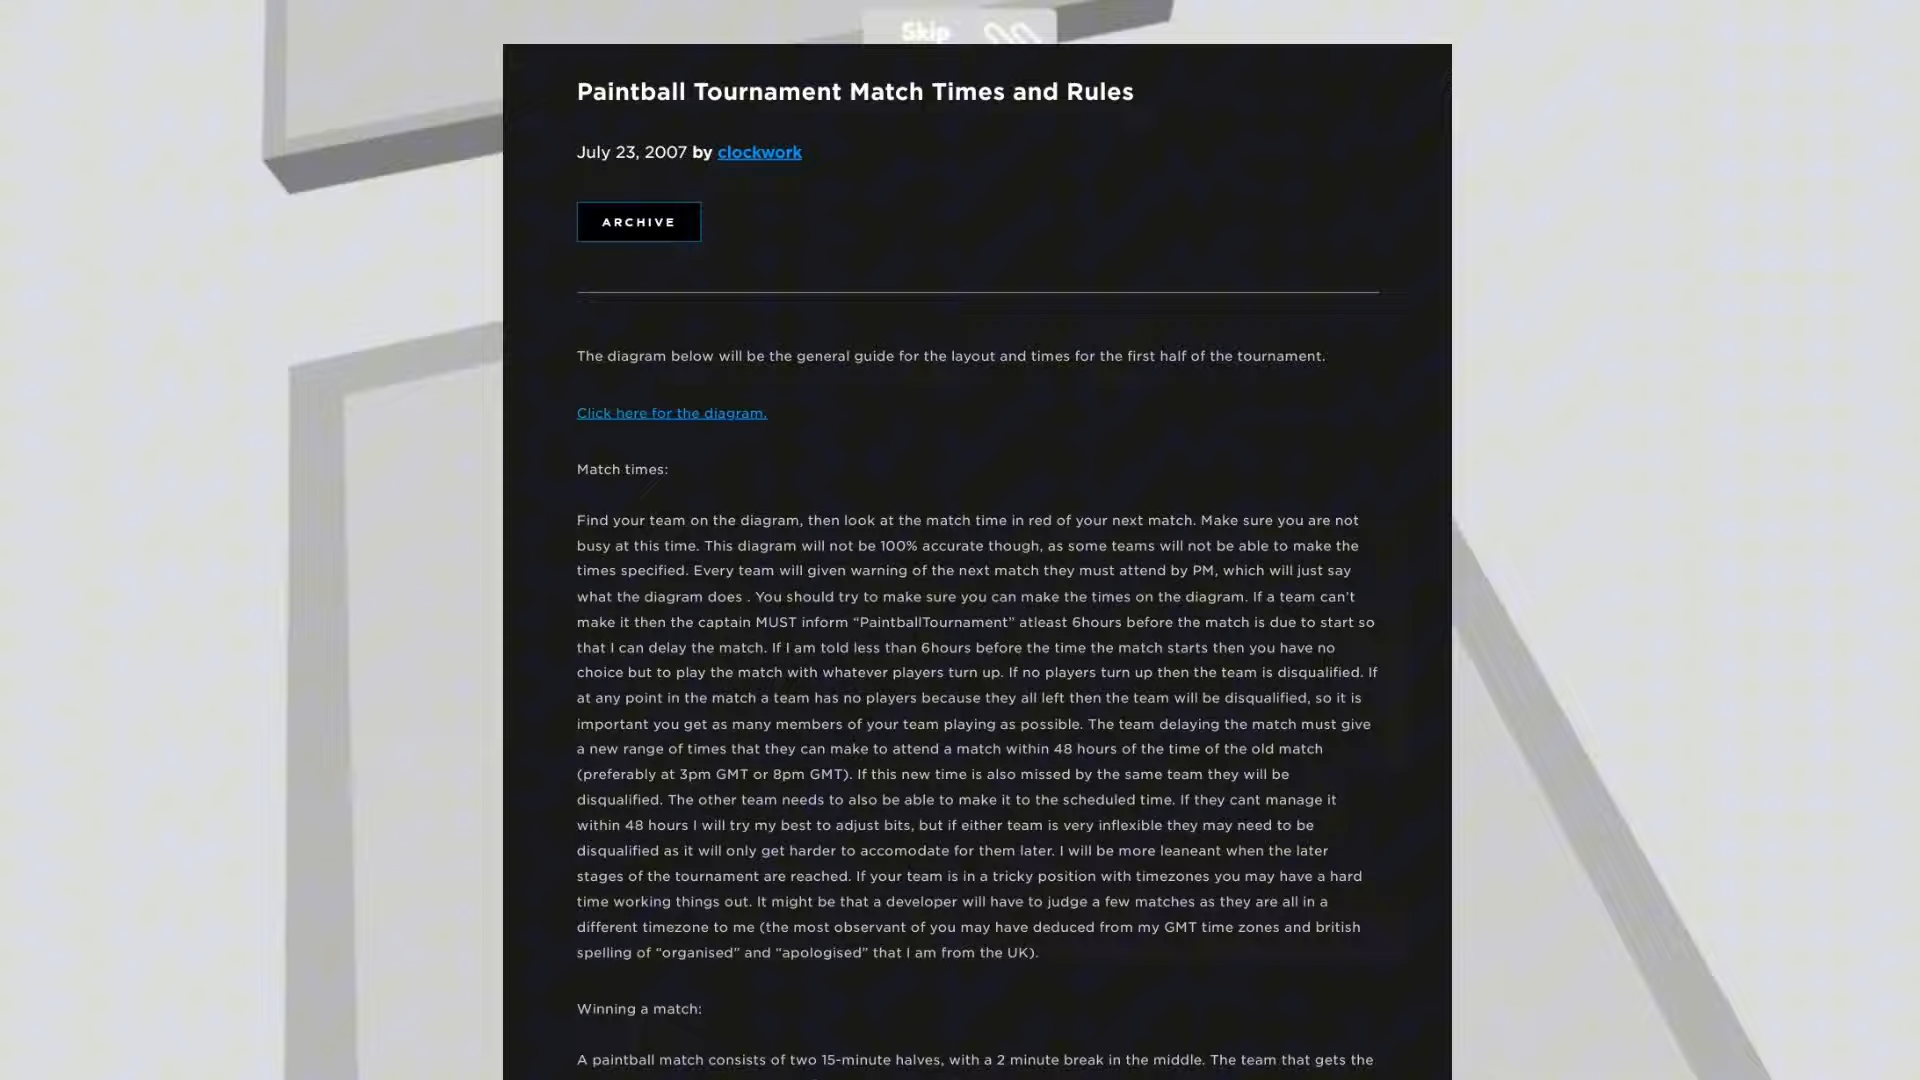 Skip
Paintball Tournament Match Times and Rules
July 23, 2007 by clockwork
ARCHIVE
The diagram below will be the general guide for the layout and times for the first half of the tournament.
Click here for the diagram.
Match times:
Find your team on the diagram, then look at the match time in red of your next match. Make sure you are not
busy at this time. This diagram will not be 100% accurate though, as some teams will not be able to make the
times specified. Every team will given warning of the next match they must attend by PM, which will just say
what the diagram does . You should try to make sure you can make the times on the diagram. If a team can’t
make it then the captain MUST inform “PaintballTournament” atleast 6hours before the match is due to start so
that I can delay the match. If I am told less than 6hours before the time the match starts then you have no
choice but to play the match with whatever players turn up. If no players turn up then the team is disqualified. If
at any point in the match a team has no players because they all left then the team will be disqualified, so it is
important you get as many members of your team playing as possible. The team delaying the match must give
a new range of times that they can make to attend a match within 48 hours of the time of the old match
(preferably at 3pm GMT or 8pm GMT). If this new time is also missed by the same team they will be
disqualified. The other team needs to also be able to make it to the scheduled time. If they cant manage it
within 48 hours I will try my best to adjust bits, but if either team is very inflexible they may need to be
disqualified as it will only get harder to accomodate for them later. I will be more leaneant when the later
stages of the tournament are reached. If your team is in a tricky position with timezones you may have a hard
time working things out. It might be that a developer will have to judge a few matches as they are all in a
different timezone to me (the most observant of you may have deduced from my GMT time zones and british
spelling of “organised” and “apologised” that I am from the UK).
Winning a match:
A paintball match consists of two 15-minute halves, with a 2 minute break in the middle. The team that gets the